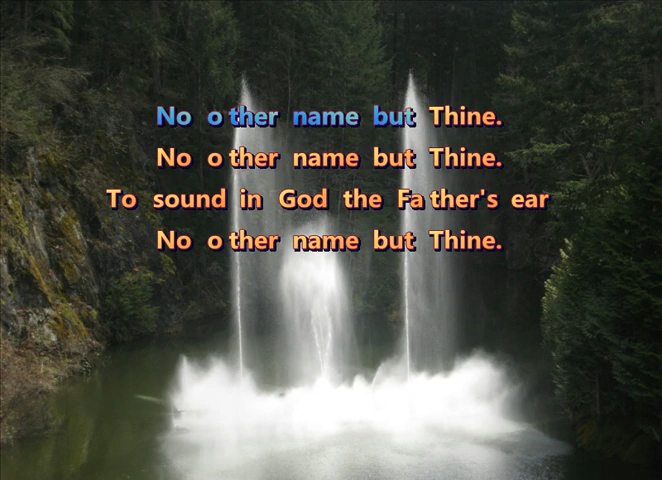 No other name but Thine.
No other name but Thine.
To sound in God the Father's ear
No other name but Thine.